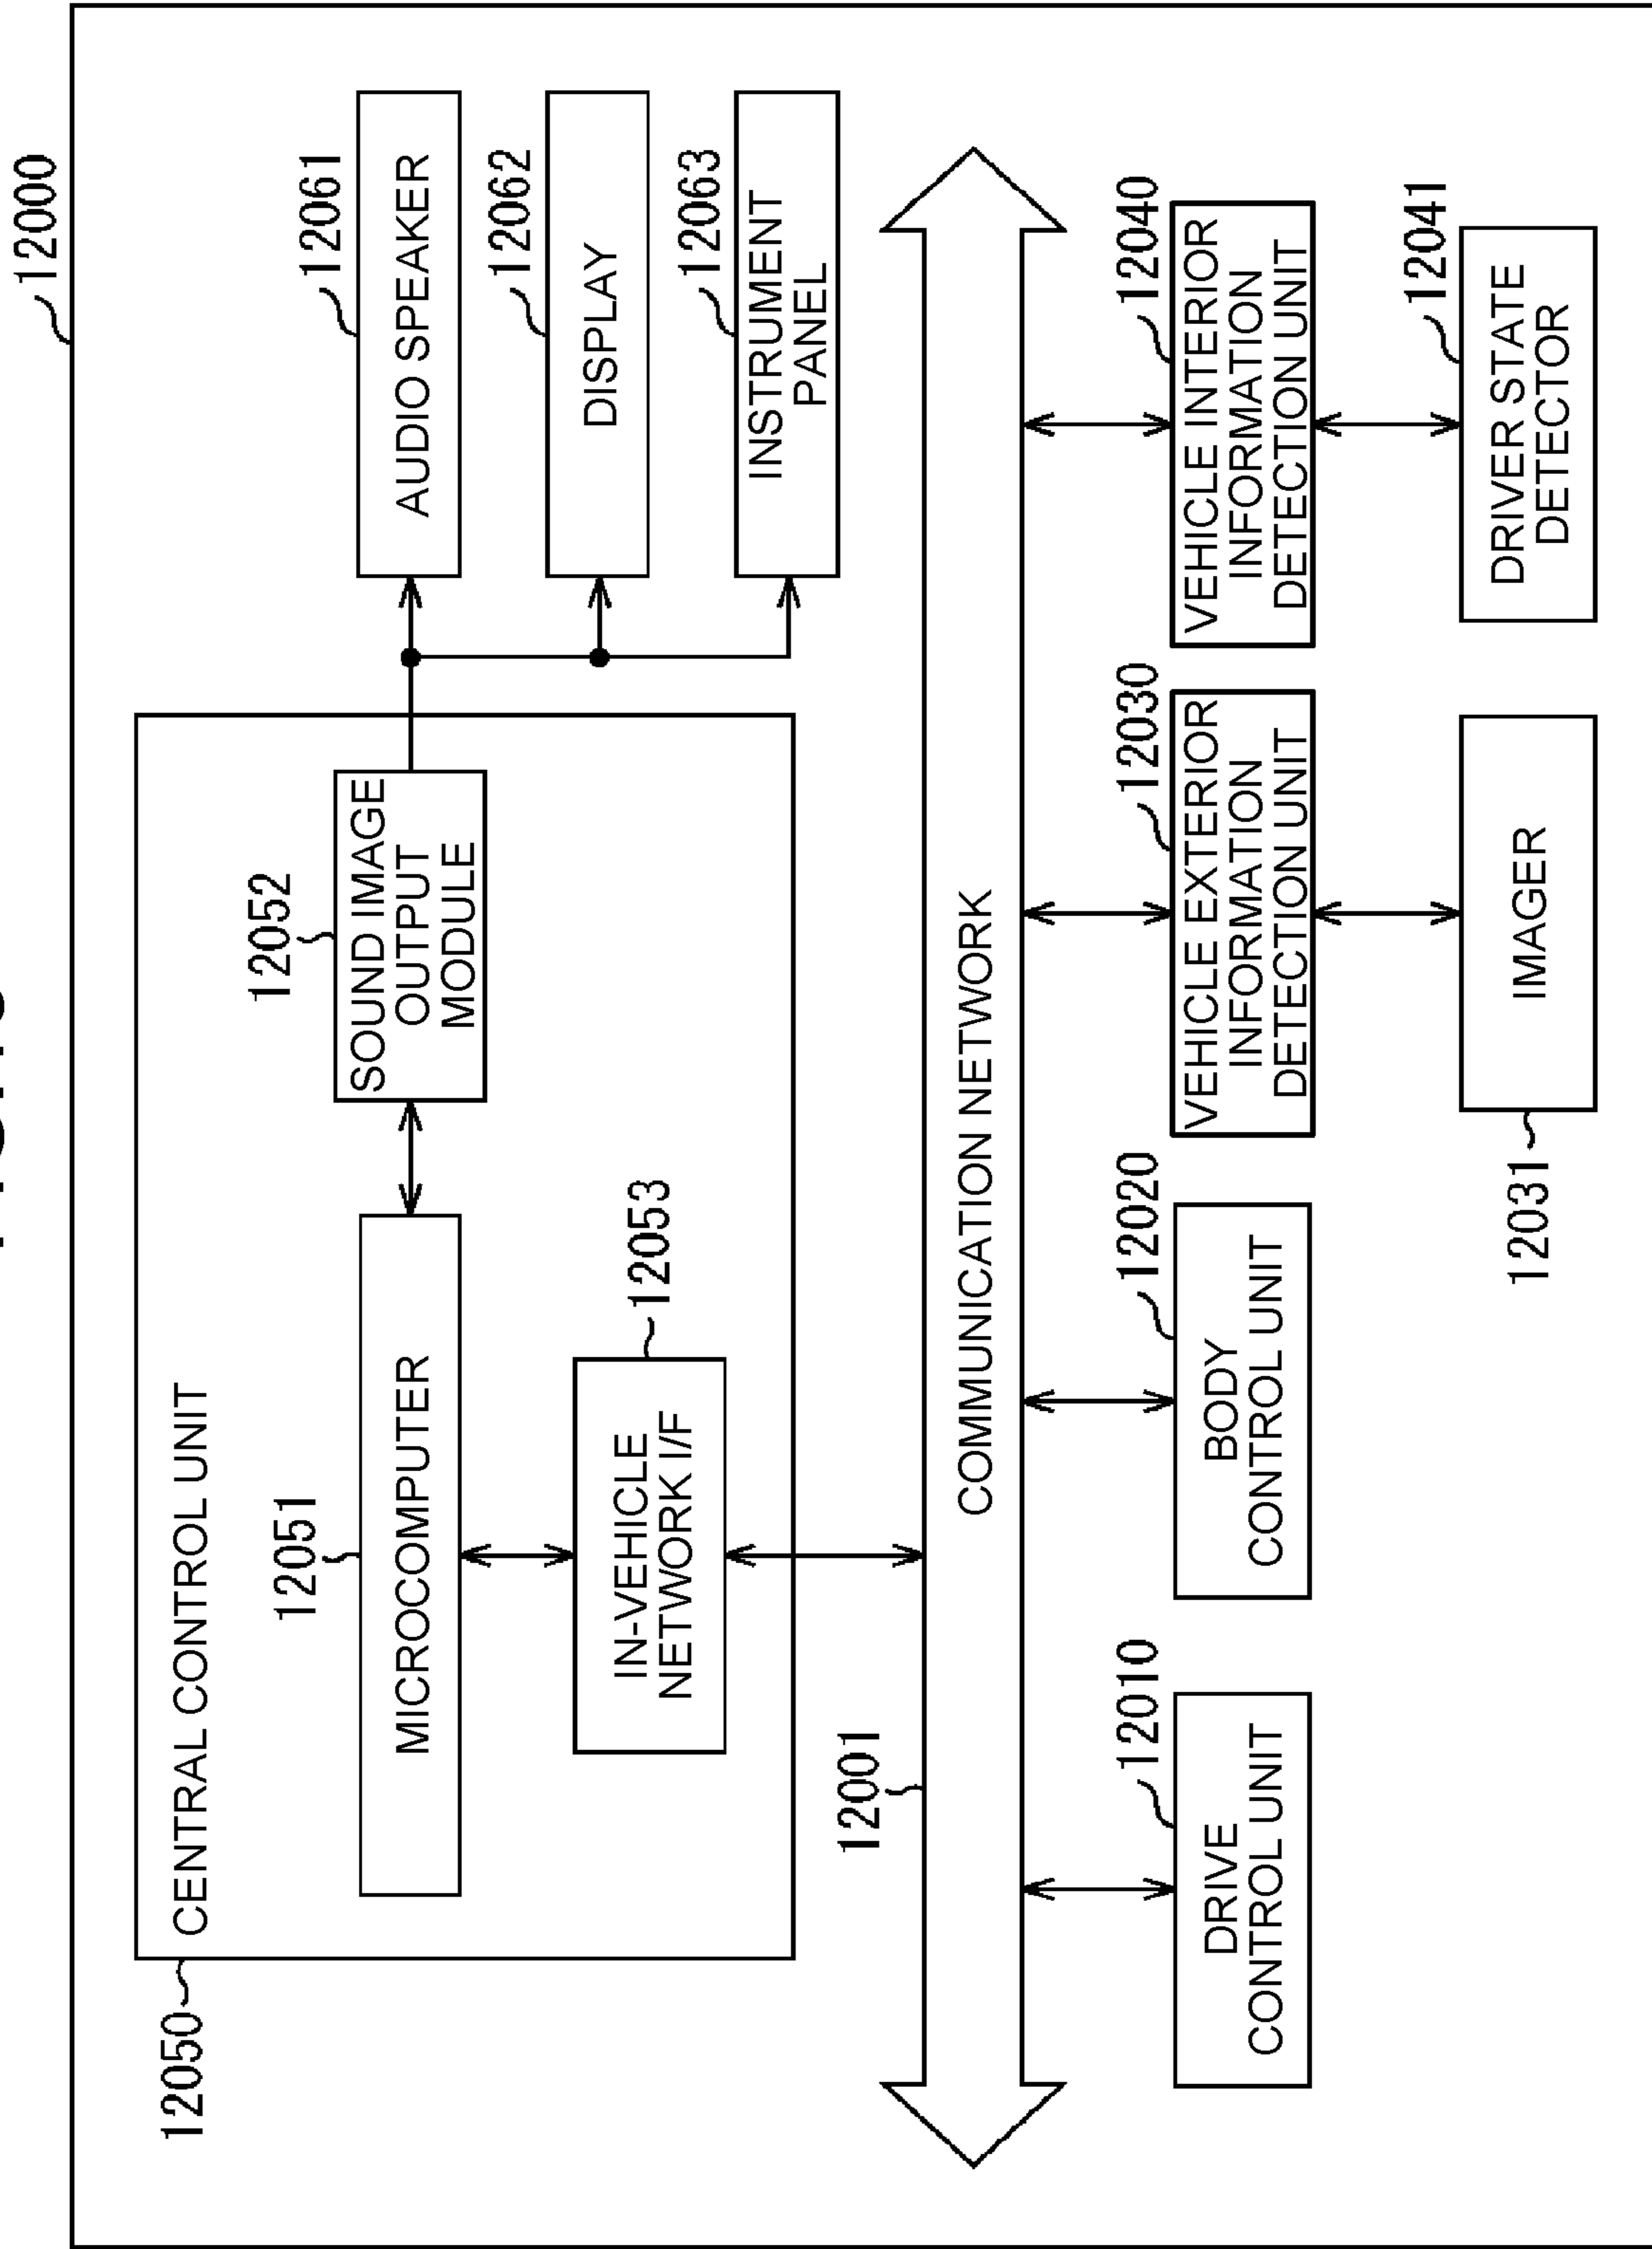 12000
12050
CENTRAL CONTROL UNIT
12051
MICROCOMPUTER
12052
SOUND IMAGE
OUTPUT
MODULE
12053
IN-VEHICLE
NETWORK I/F
12061
AUDIO SPEAKER
12062
DISPLAY
12063
INSTRUMENT
PANEL
12001
COMMUNICATION NETWORK
12010
DRIVE
CONTROL UNIT
12020
BODY
CONTROL UNIT
12030
VEHICLE EXTERIOR
INFORMATION
DETECTION UNIT
12040
VEHICLE INTERIOR
INFORMATION
DETECTION UNIT
12031
IMAGER
12041
DRIVER STATE
DETECTOR